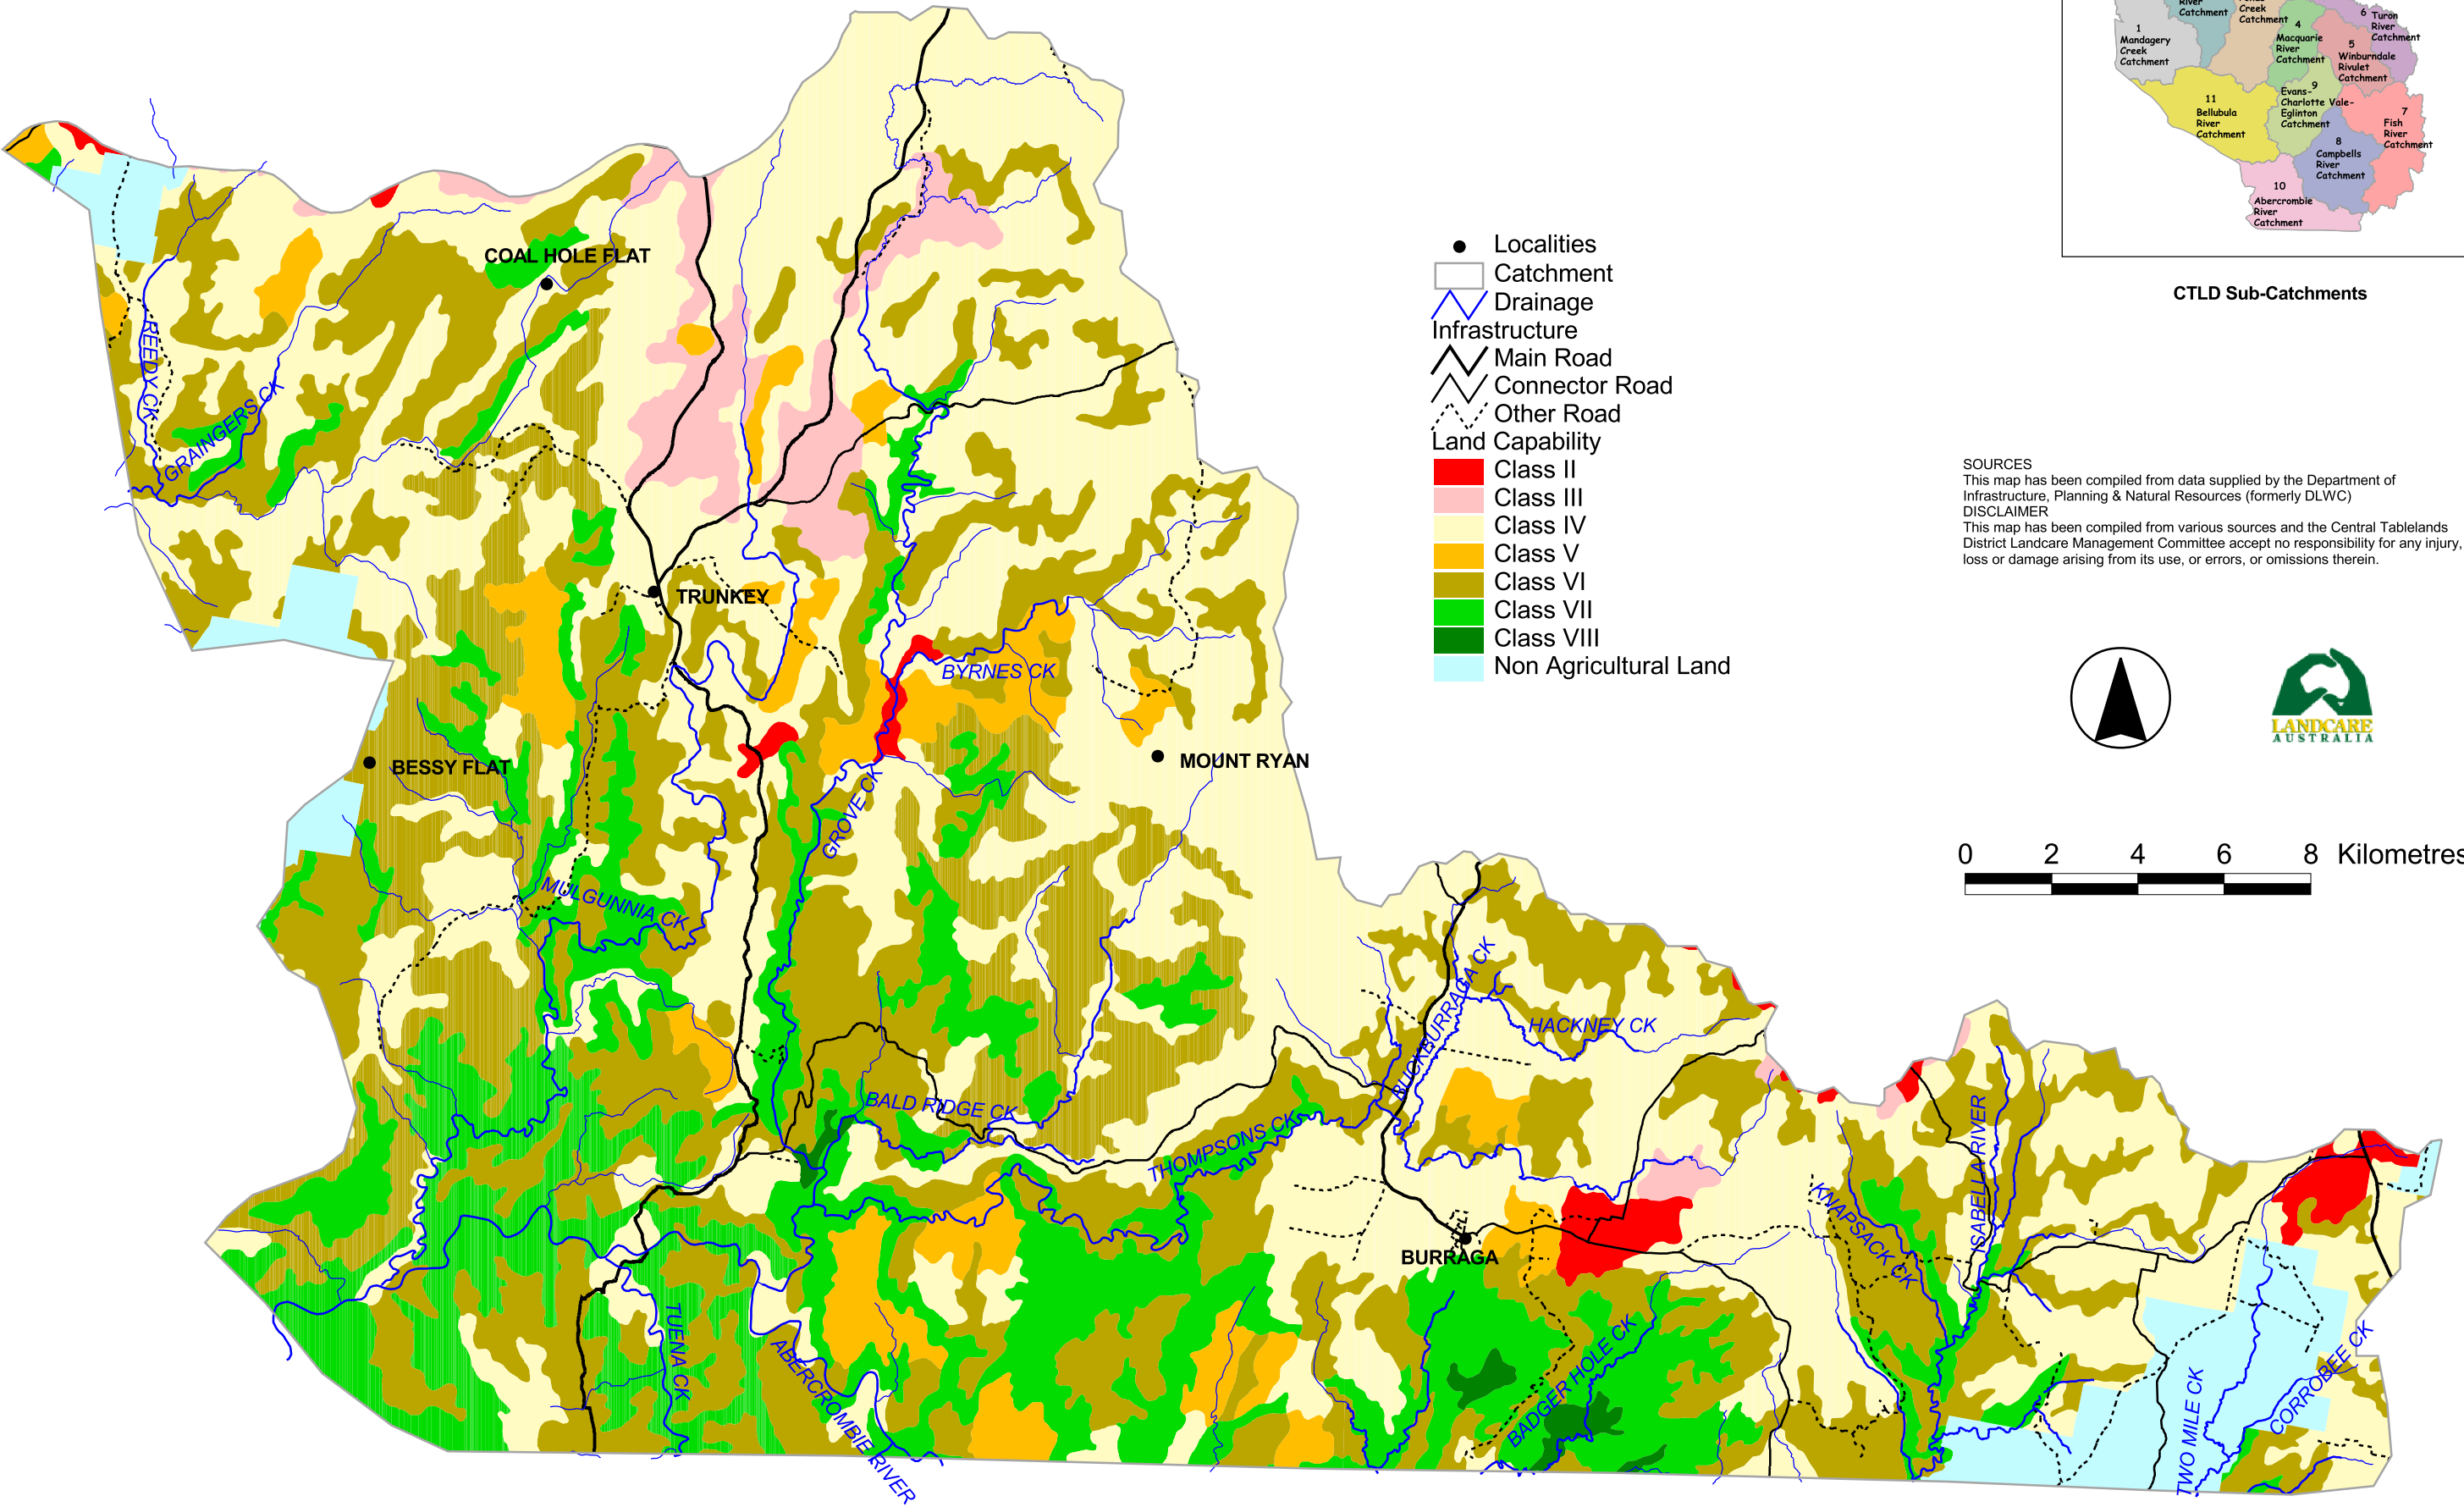 River
Catchment
Creek
Catchment
1
Mandagery
Creek
Catchment
4
Macquarie
River
Catchment
6 Turon
River
Catchment
5
Winburndale
Rivulet
Catchment
9
Evans-
Charlotte Vale-
Eglinton
Catchment
11
Bellubula
River
Catchment
7
Fish
River
Catchment
8
Campbells
River
Catchment
10
Abercrombie
River
Catchment
CTLD Sub-Catchments
Localities
Catchment
Drainage
Infrastructure
Main Road
Connector Road
Other Road
Land Capability
Class II
Class III
Class IV
Class V
Class VI
Class VII
Class VIII
Non Agricultural Land
SOURCES
This map has been compiled from data supplied by the Department of
Infrastructure, Planning & Natural Resources (formerly DLWC)
DISCLAIMER
This map has been compiled from various sources and the Central Tablelands
District Landcare Management Committee accept no responsibility for any injury,
loss or damage arising from its use, or errors, or omissions therein.
LANDCARE
AUSTRALIA
0 2 4 6 8 Kilometres
COAL HOLE FLAT
REEDY CK
GRAINGERS CK
TRUNKEY
BYRNES CK
BESSY FLAT
MOUNT RYAN
GROVE CK
MULGUNNIA CK
BUCKBURRAGA CK
HACKNEY CK
BALD RIDGE CK
THOMPSONS CK
ISABELLA RIVER
KNAPSACK CK
BURRAGA
TUENA CK
ABERCROMBIE RIVER
BADGER HOLE CK
TWO MILE CK
CORROBEE CK